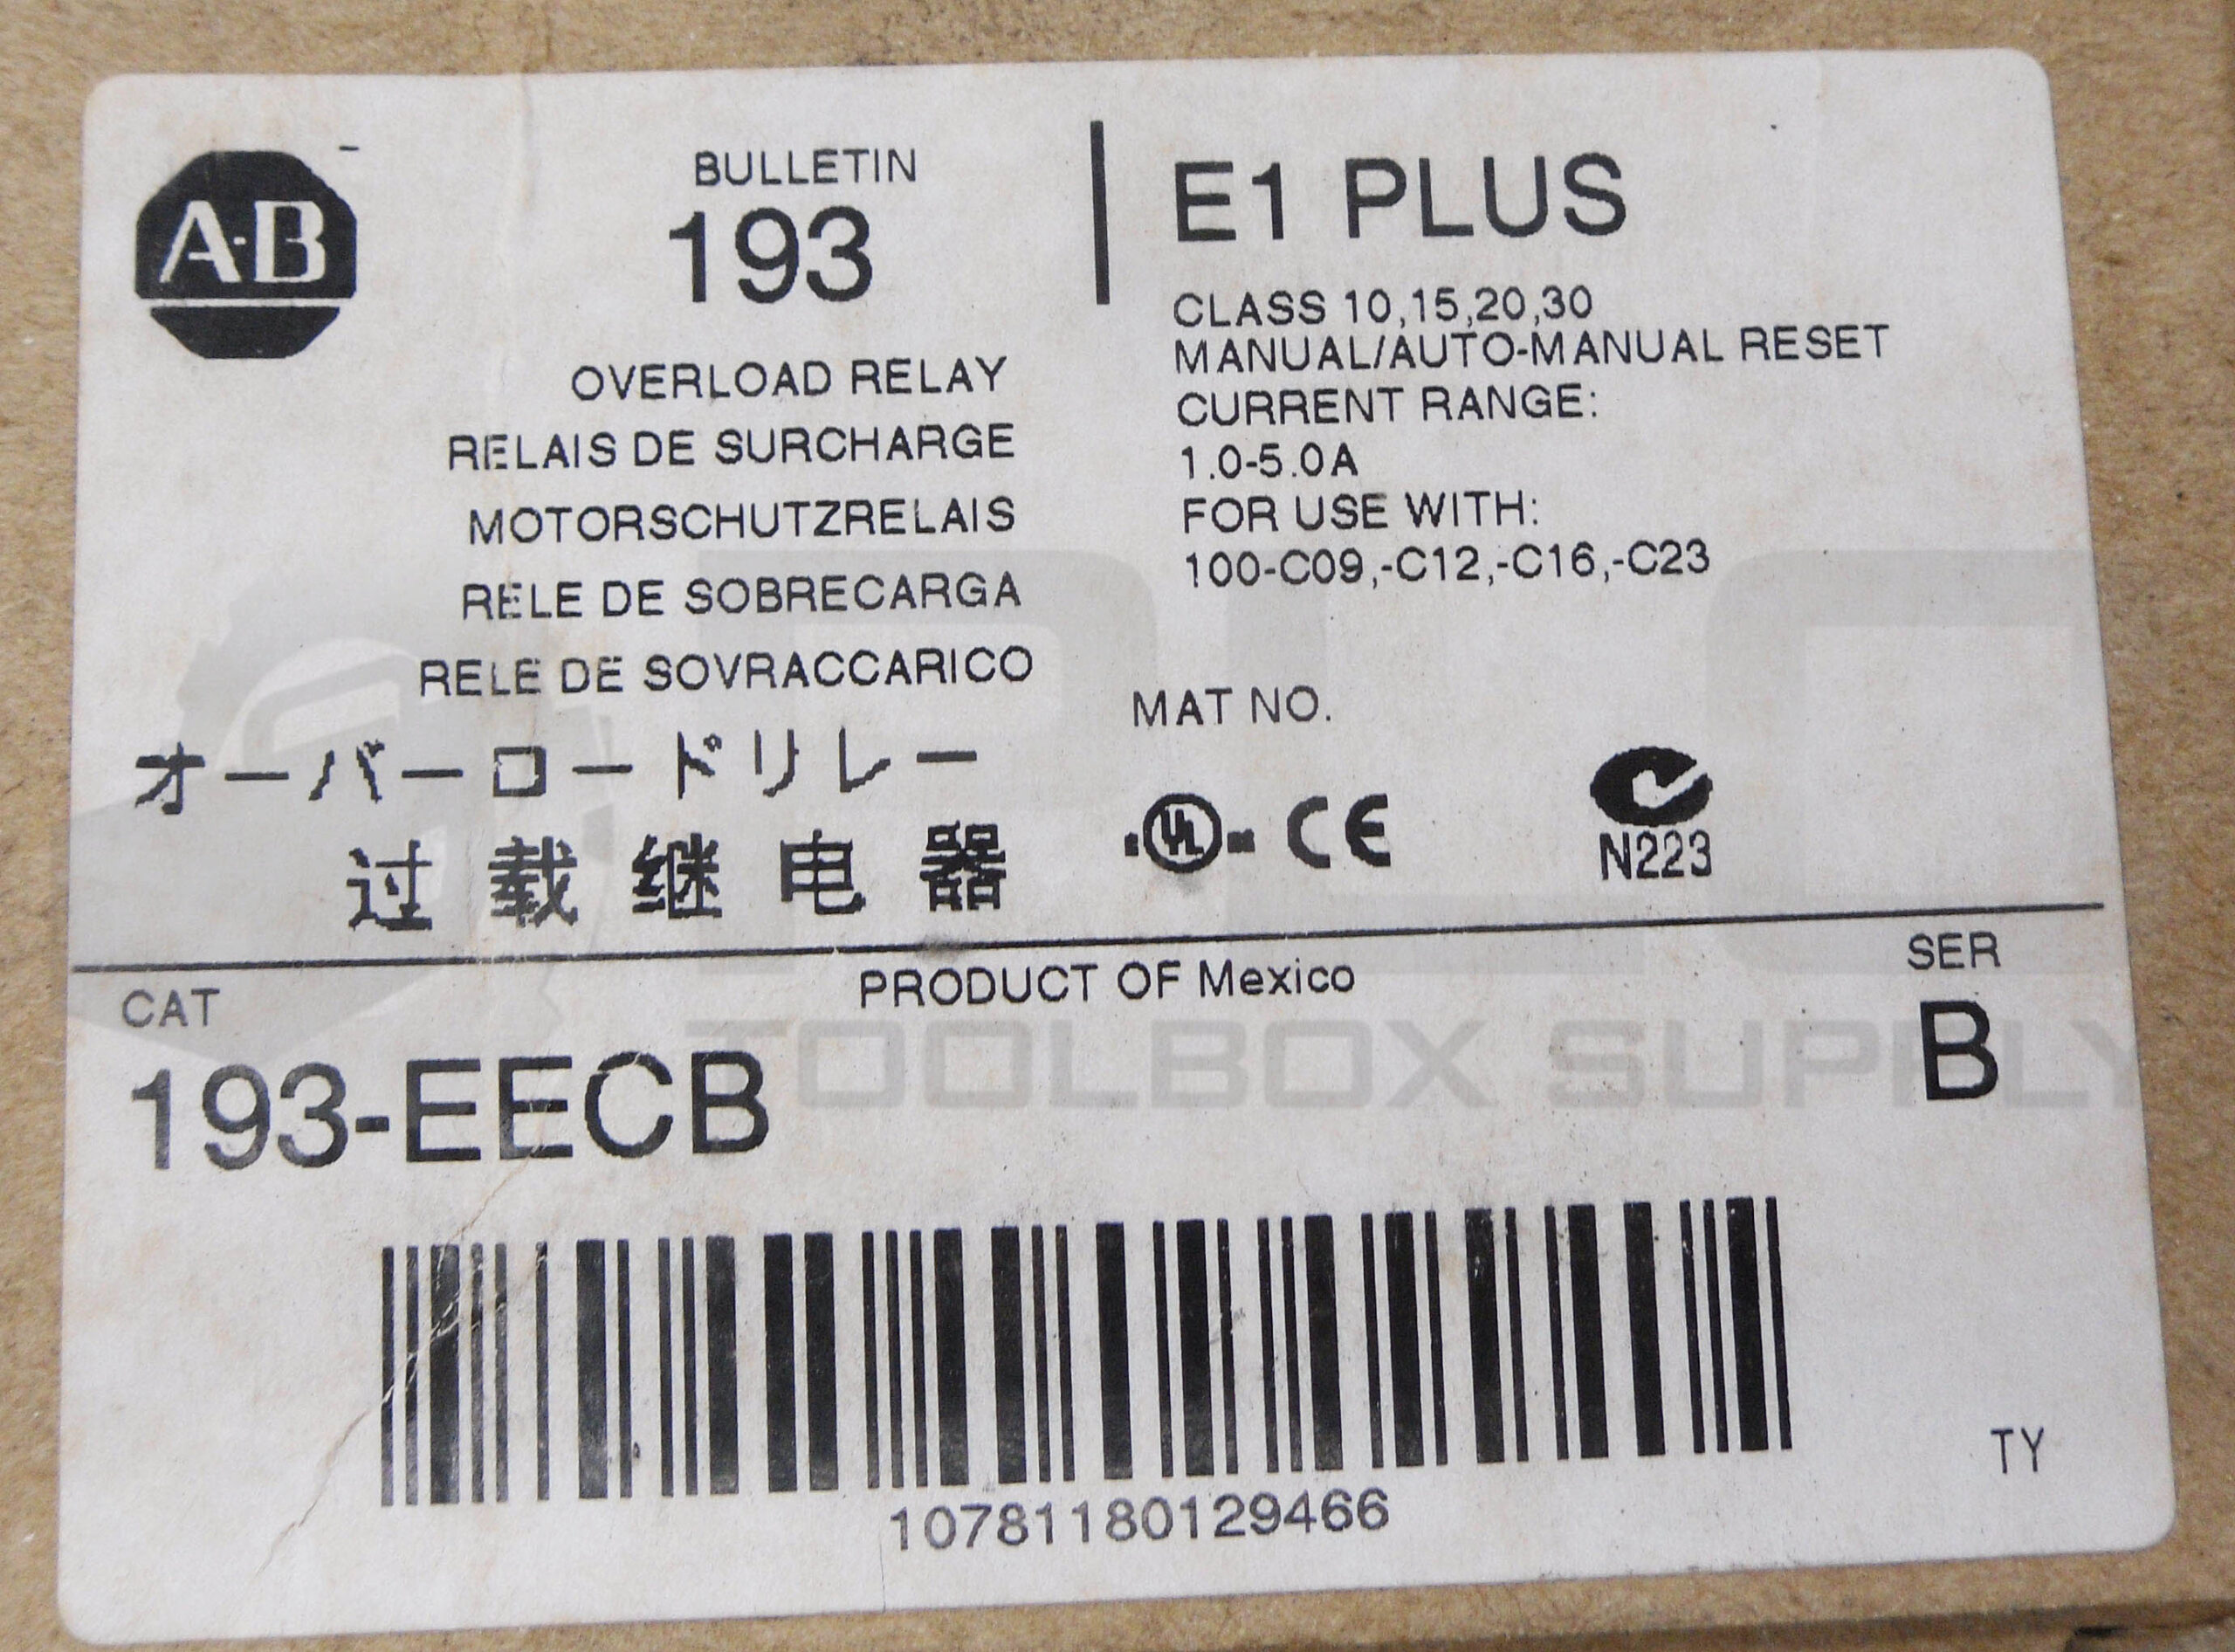 A-B
BULLETIN
193
OVERLOAD RELAY
RELAIS DE SURCHARGE
MOTORSCHUTZRELAIS
RELE DE SOBRECARGA
RELE DE SOVRACCARICO
オーバーロードリレー
过载继电器
E1 PLUS
CLASS 10,15,20,30
MANUAL/AUTO-MANUAL RESET
CURRENT RANGE:
1.0-5.0A
FOR USE WITH:
100-C09,-C12,-C16,-C23
MAT NO.
UL CE
N223
PRODUCT OF Mexico
SER
B
CAT
193-EECB
10781180129466
TY
PLC
TOOLBOX SUPPLY